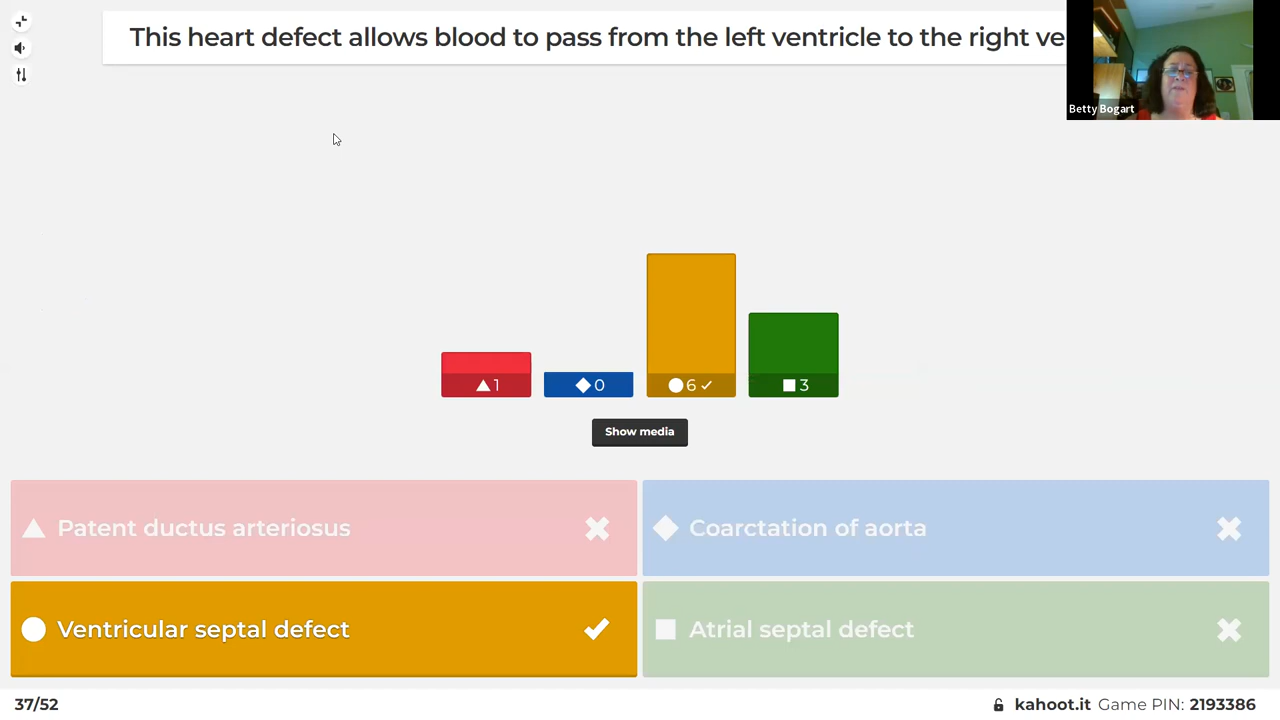 This heart defect allows blood to pass from the left ventricle to the right ve
Betty Bogart
1
0
6
3
Show media
Patent ductus arteriosus
Coarctation of aorta
Ventricular septal defect
Atrial septal defect
37/52
kahoot.it Game PIN: 2193386